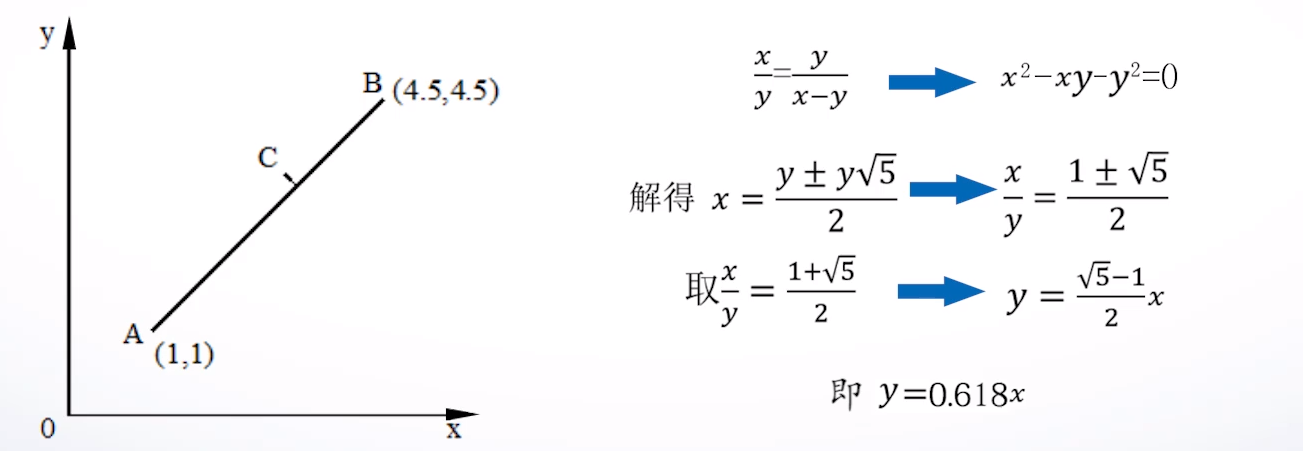 y
B (4.5,4.5)
C
A
(1,1)
0
x
x/y=y/(x−y) x²−xy−y²=0
解得 x = (y ± y√5)/2 x/y = (1 ± √5)/2
取 x/y = (1+√5)/2 y = (√5−1)/2 x
即 y=0.618x